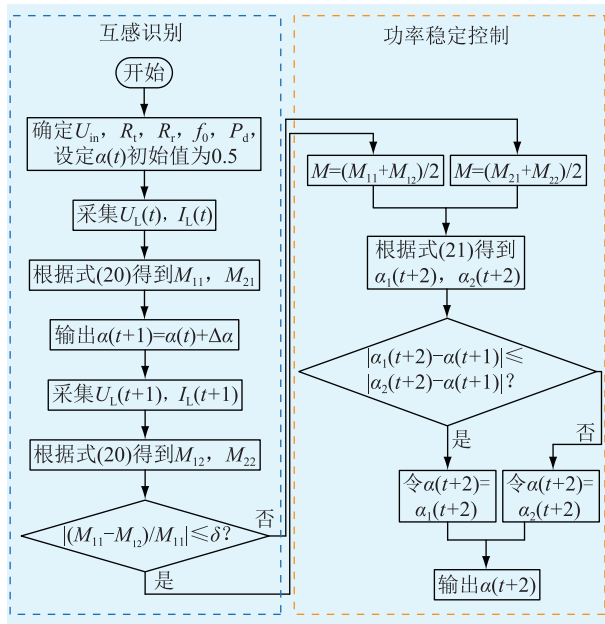 互感识别
开始
确定Uin, Rt, Rr, f0, Pd,
设定α(t)初始值为0.5
采集UL(t), IL(t)
根据式(20)得到M11, M21
输出α(t+1)=α(t)+Δα
采集UL(t+1), IL(t+1)
根据式(20)得到M12, M22
|(M11−M12)/M11|≤δ?
否
是
功率稳定控制
M=(M11+M12)/2
M=(M21+M22)/2
根据式(21)得到
α1(t+2), α2(t+2)
|α1(t+2)−α(t+1)|≤
|α2(t+2)−α(t+1)|?
是
否
令α(t+2)=
α1(t+2)
令α(t+2)=
α2(t+2)
输出α(t+2)